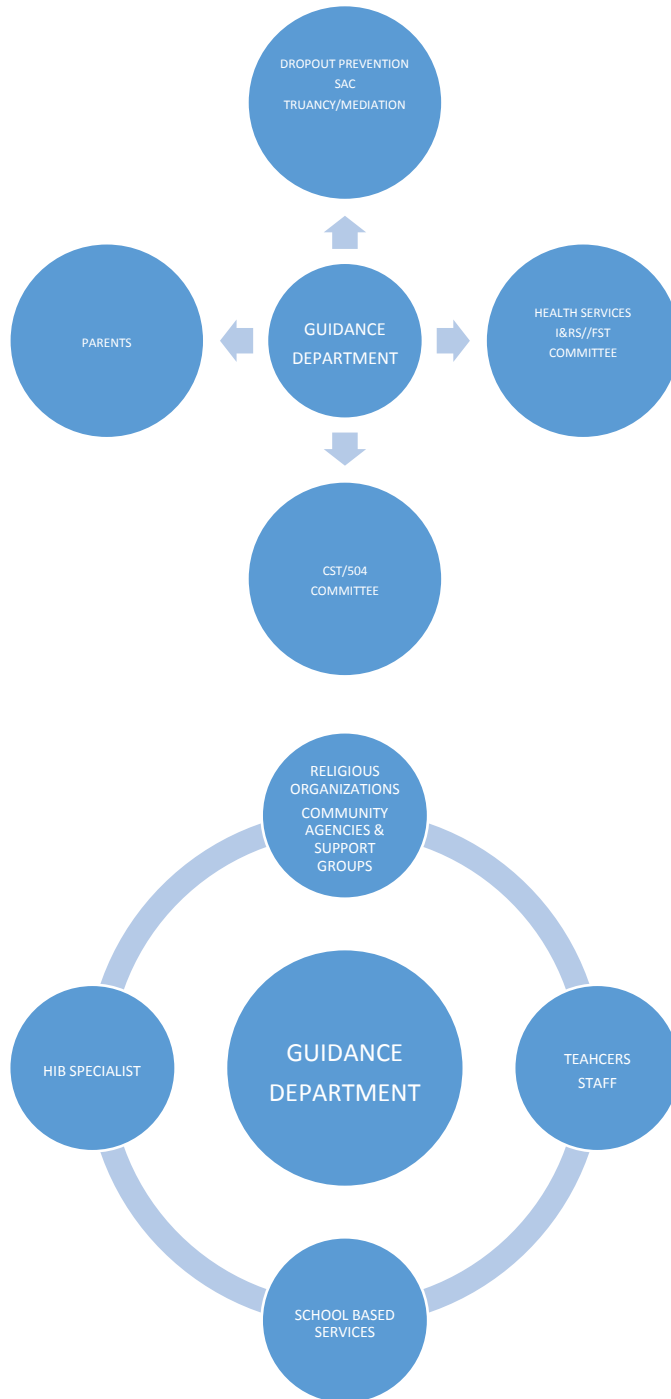 DROPOUT PREVENTION
SAC
TRUANCY/MEDIATION
PARENTS
GUIDANCE
DEPARTMENT
HEALTH SERVICES
I&RS//FST
COMMITTEE
CST/504
COMMITTEE
RELIGIOUS
ORGANIZATIONS
COMMUNITY
AGENCIES &
SUPPORT
GROUPS
HIB SPECIALIST
GUIDANCE
DEPARTMENT
TEAHCERS
STAFF
SCHOOL BASED
SERVICES